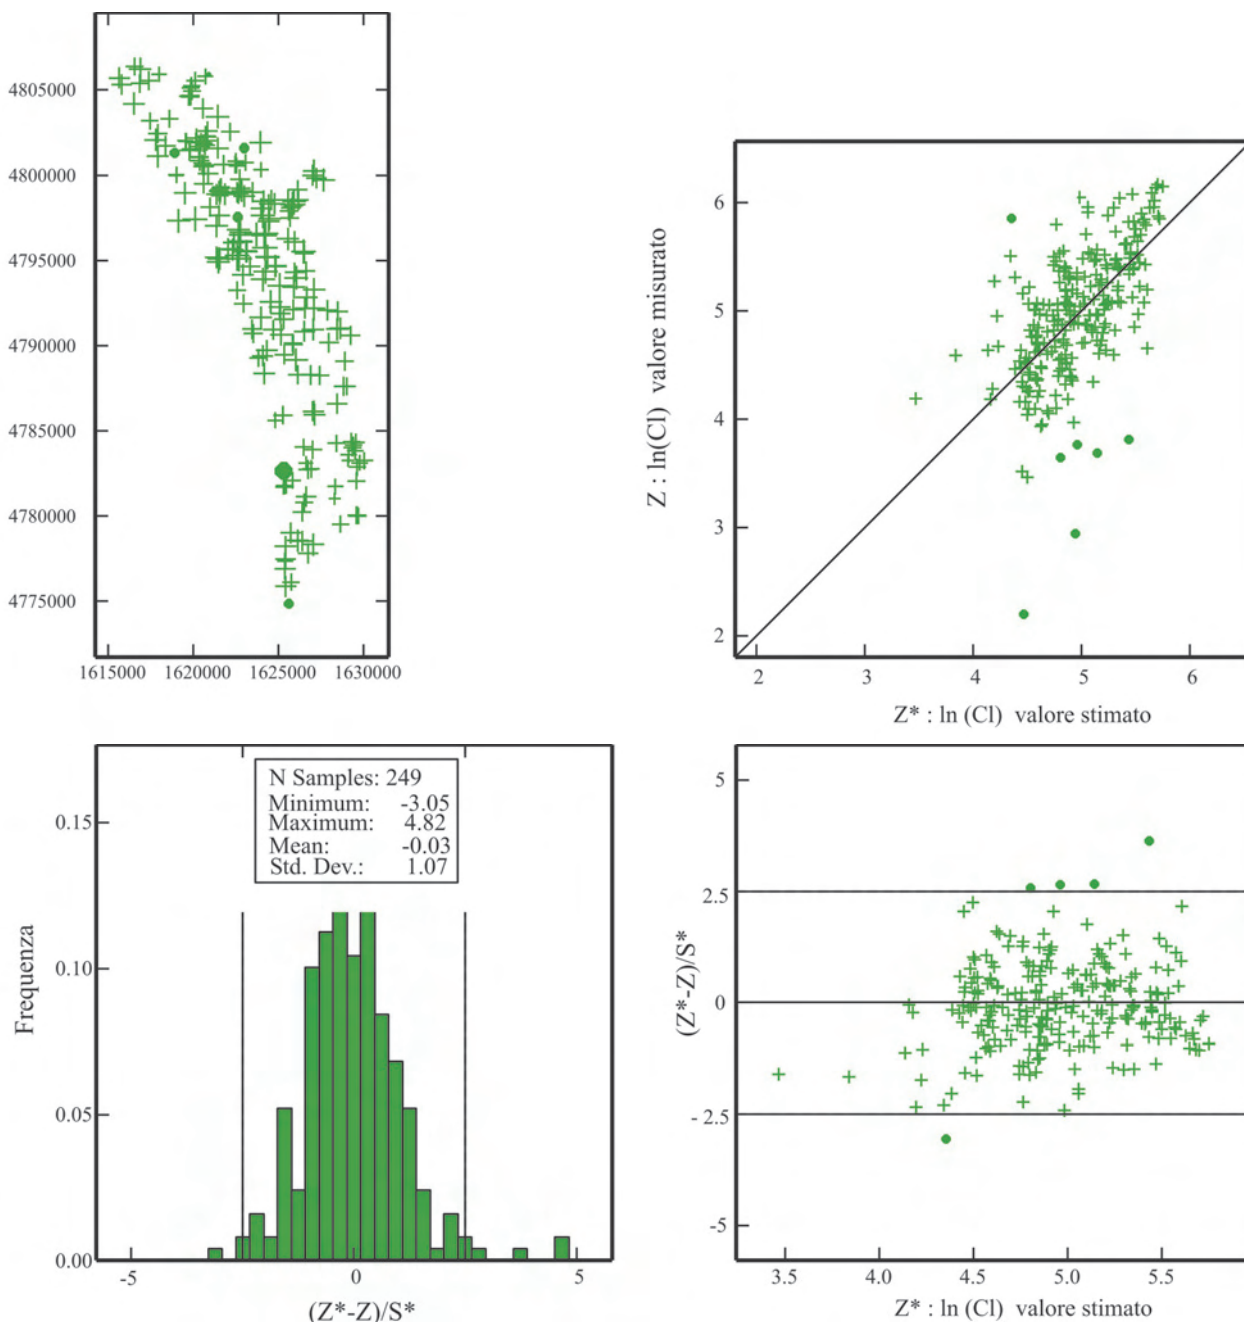 4805000
4800000
4795000
4790000
4785000
4780000
4775000
1615000 1620000 1625000 1630000
Z : ln(Cl) valore misurato
6
5
4
3
2
2 3 4 5 6
Z* : ln (Cl) valore stimato
N Samples: 249
Minimum: -3.05
Maximum: 4.82
Mean: -0.03
Std. Dev.: 1.07
Frequenza
0.15
0.10
0.05
0.00
-5 0 5
(Z*-Z)/S*
(Z*-Z)/S*
5
2.5
0
-2.5
-5
3.5 4.0 4.5 5.0 5.5
Z* : ln (Cl) valore stimato